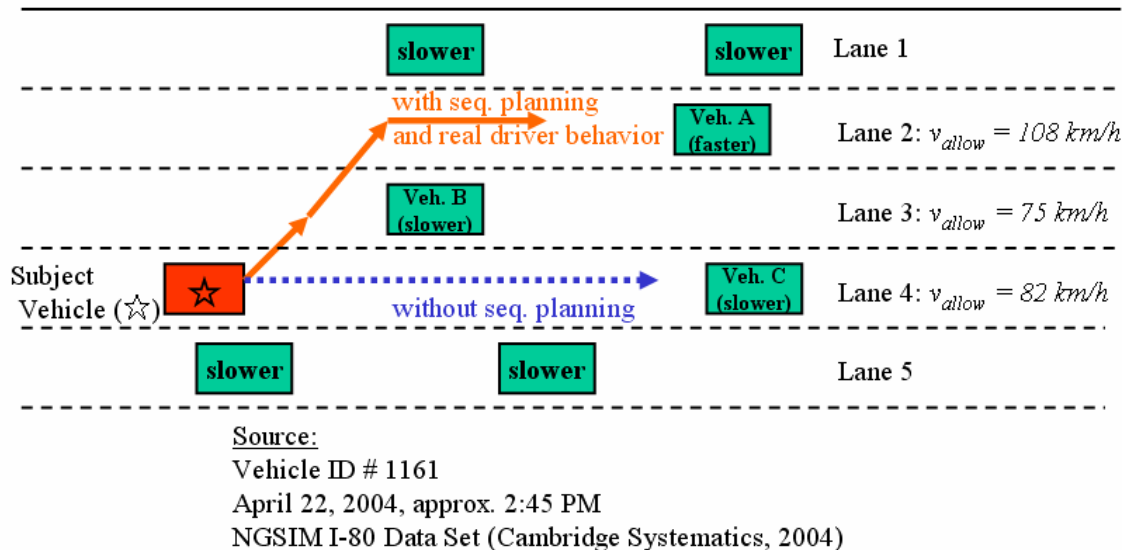 slower
slower
Lane 1
with seq. planning
and real driver behavior
Veh. A
(faster)
Lane 2: v_allow = 108 km/h
Veh. B
(slower)
Lane 3: v_allow = 75 km/h
Subject
Vehicle (☆)
without seq. planning
Veh. C
(slower)
Lane 4: v_allow = 82 km/h
slower
slower
Lane 5
Source:
Vehicle ID # 1161
April 22, 2004, approx. 2:45 PM
NGSIM I-80 Data Set (Cambridge Systematics, 2004)